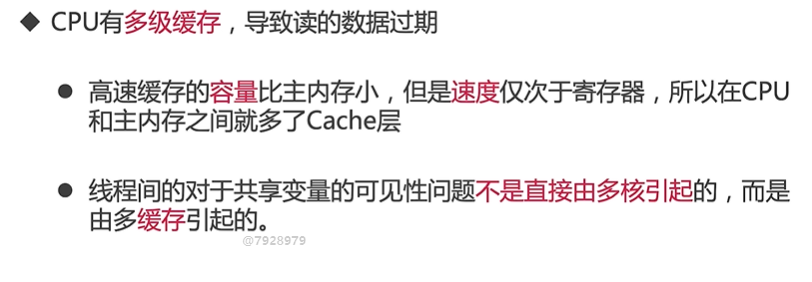 CPU有多级缓存，导致读的数据过期
高速缓存的容量比主内存小，但是速度仅次于寄存器，所以在CPU
和主内存之间就多了Cache层
线程间的对于共享变量的可见性问题不是直接由多核引起的，而是
由多缓存引起的。
@7928979